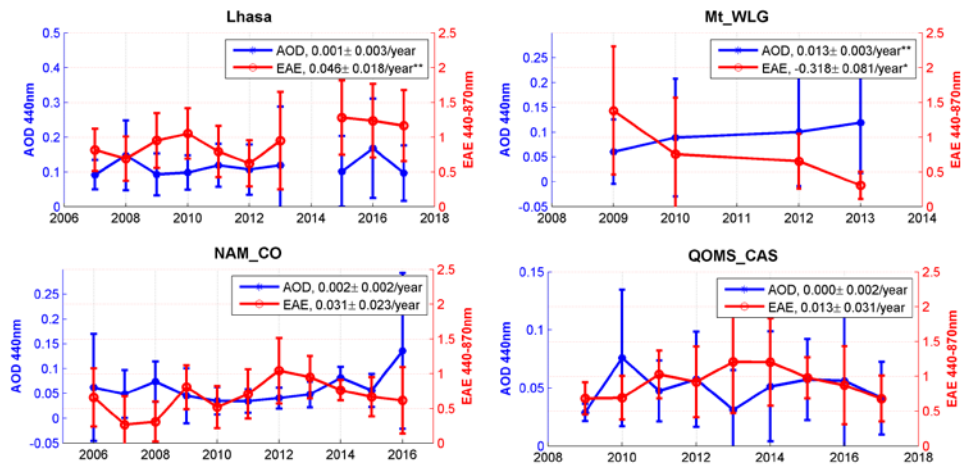 Lhasa
0.5
0.4
0.3
0.2
0.1
0
AOD 440nm
AOD, 0.001± 0.003/year
EAE, 0.046± 0.018/year**
2.5
2
1.5
1
0.5
0
EAE 440-870nm
2006 2008 2010 2012 2014 2016 2018
Mt_WLG
0.25
0.2
0.15
0.1
0.05
0
-0.05
AOD 440nm
AOD, 0.013± 0.003/year**
EAE, -0.318± 0.081/year*
2.5
2
1.5
1
0.5
0
EAE 440-870nm
2008 2009 2010 2011 2012 2013 2014
NAM_CO
0.25
0.2
0.15
0.1
0.05
0
-0.05
AOD 440nm
AOD, 0.002± 0.002/year
EAE, 0.031± 0.023/year
2.5
2
1.5
1
0.5
0
EAE 440-870nm
2006 2008 2010 2012 2014 2016
QOMS_CAS
0.15
0.1
0.05
0
AOD 440nm
AOD, 0.000± 0.002/year
EAE, 0.013± 0.031/year
2.5
2
1.5
1
0.5
0
EAE 440-870nm
2008 2010 2012 2014 2016 2018